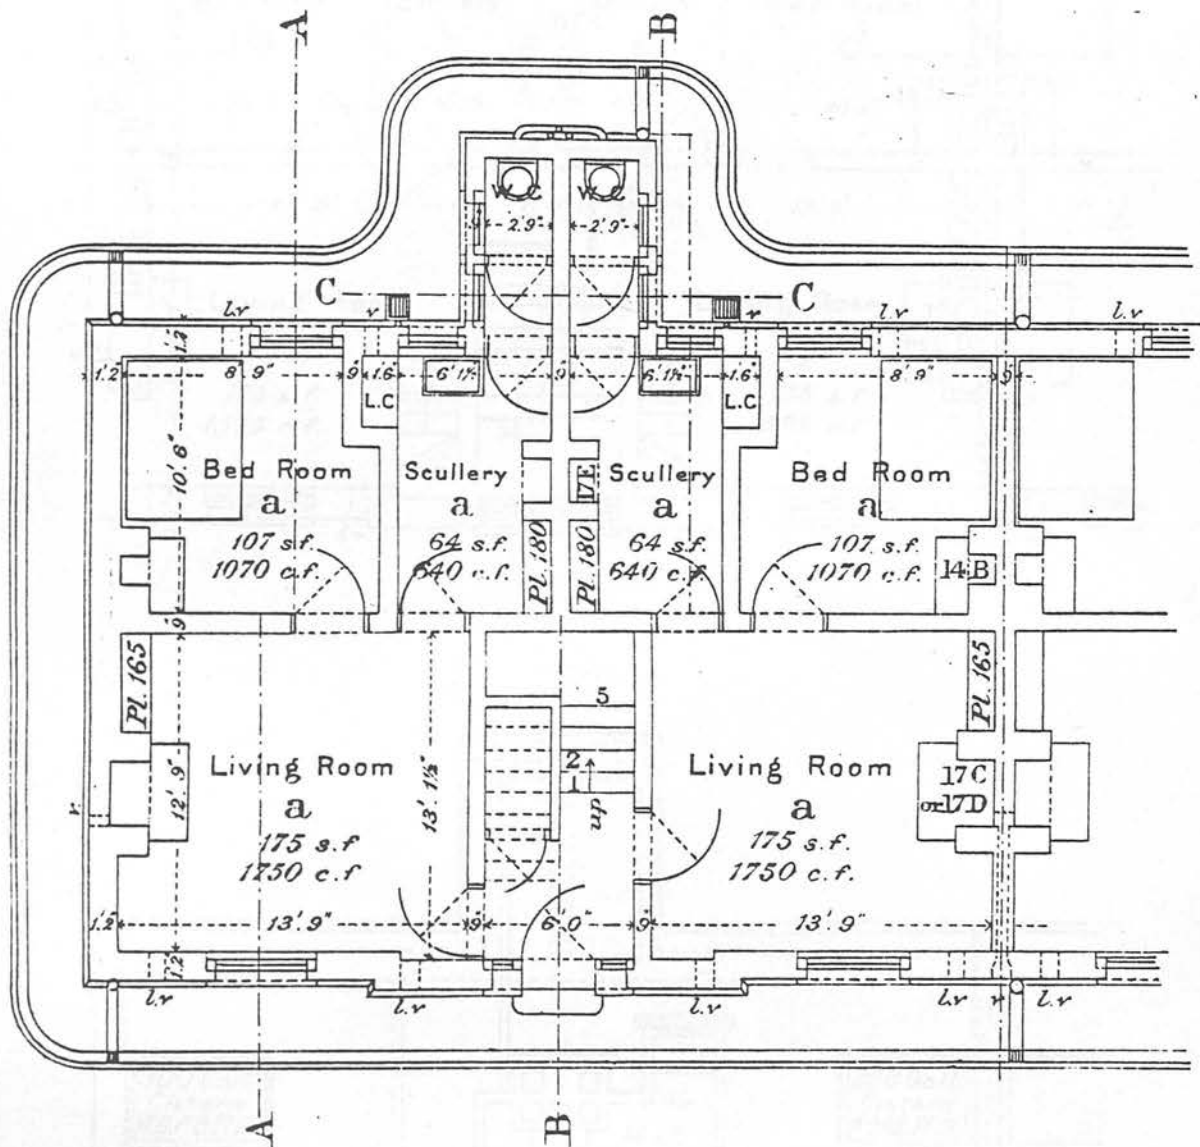 A
B
W.C
W.C
9"
2'.9"
2'.9"
C
C
l.v
v
v
l.v
l.v
1'.2"
1'.2"
8'.9"
9"
1.6"
6'.1½"
9"
6'.1½"
1.6"
8'.9"
9"
L.C
L.C
10'.6"
Bed Room
a
107 s.f.
1070 c.f.
Scullery
a
64 s.f.
640 c.f.
17E
Pl. 180
Pl. 180
Scullery
a
64 s.f.
640 c.f.
Bed Room
a
107 s.f.
1070 c.f.
14B
9"
Pl. 165
Pl. 165
5
2
1
up
Living Room
a
175 s.f.
1750 c.f
Living Room
a
175 s.f.
1750 c.f.
17C
or 17D
v
12'.9"
13'.1½"
1'.2"
13'.9"
9"
6'.0"
9"
13'.9"
1'.2"
l.v
l.v
l.v
l.v
v
l.v
A
B